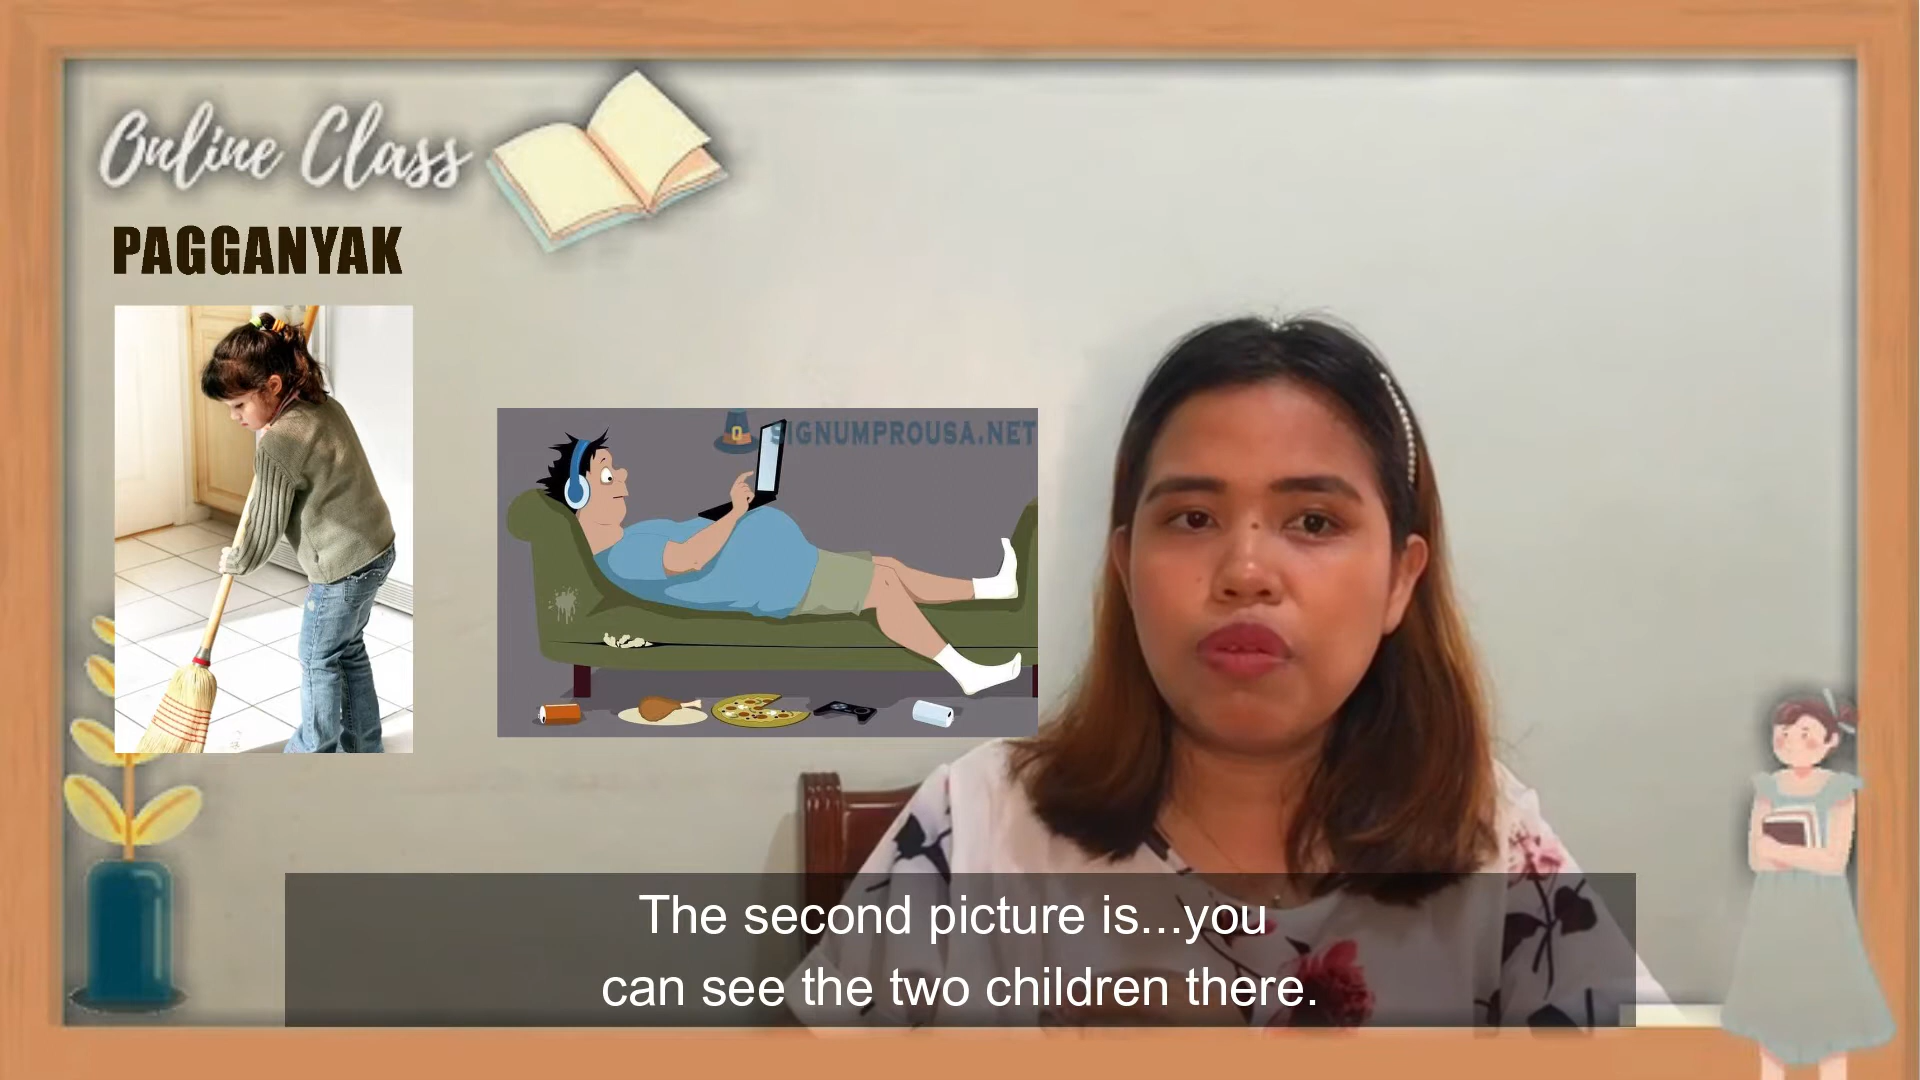 Online Class
PAGGANYAK
SIGNUMPROUSA.NET
The second picture is...you
can see the two children there.